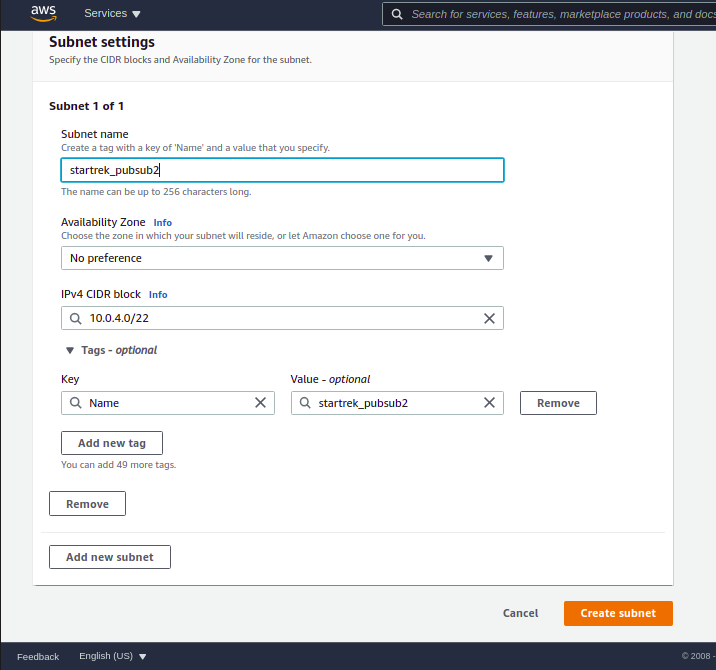 aws
Services
Search for services, features, marketplace products, and docs
Subnet settings
Specify the CIDR blocks and Availability Zone for the subnet.
Subnet 1 of 1
Subnet name
Create a tag with a key of 'Name' and a value that you specify.
startrek_pubsub2
The name can be up to 256 characters long.
Availability Zone Info
Choose the zone in which your subnet will reside, or let Amazon choose one for you.
No preference
IPv4 CIDR block Info
10.0.4.0/22
Tags - optional
Key Value - optional
Name startrek_pubsub2 Remove
Add new tag
You can add 49 more tags.
Remove
Add new subnet
Cancel Create subnet
Feedback English (US) © 2008 -